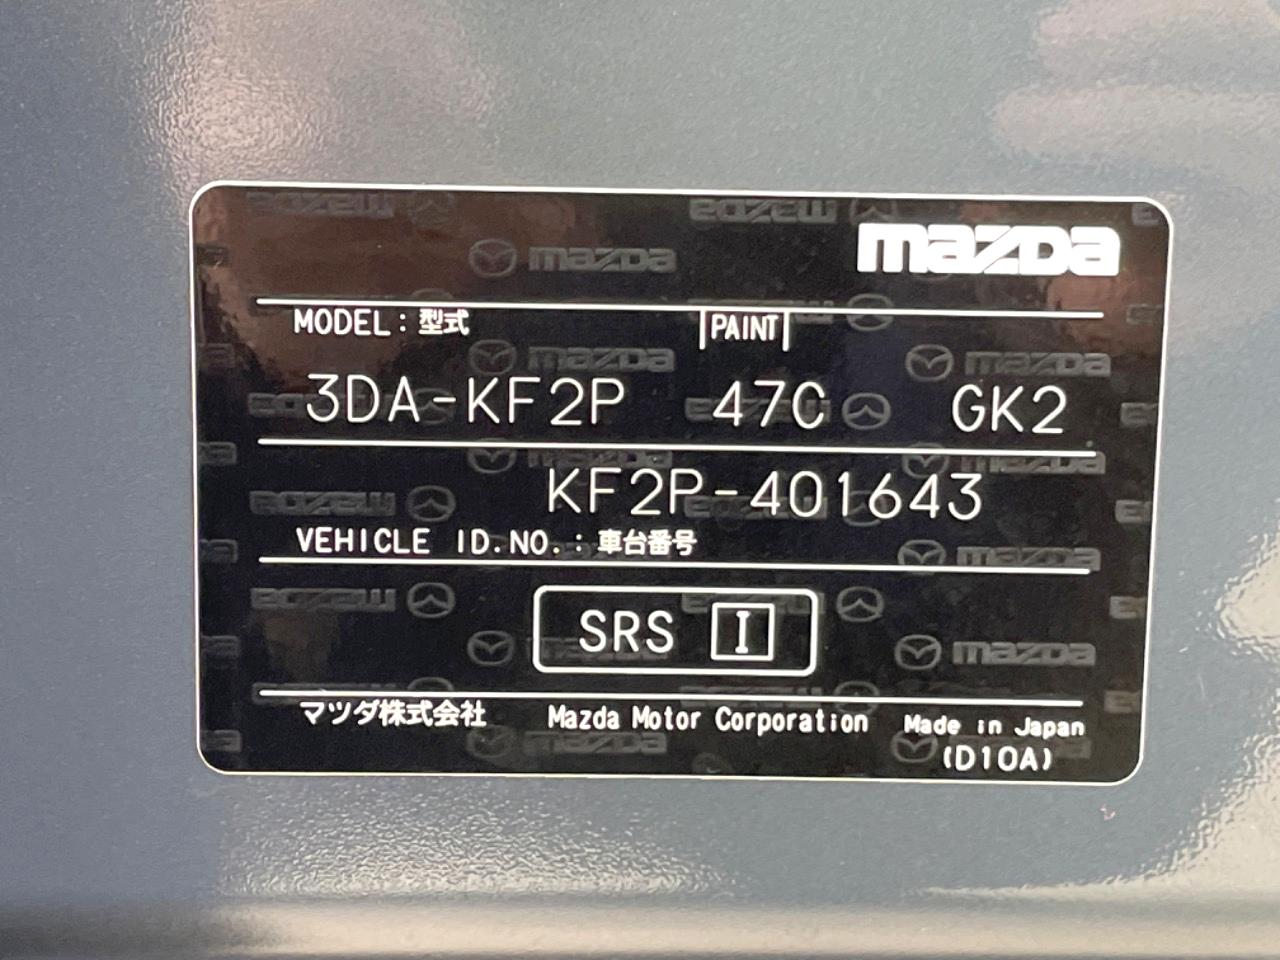 mazda
MODEL：型式 PAINT
3DA-KF2P 47C GK2
KF2P-401643
VEHICLE ID.NO.：車台番号
SRS I
マツダ株式会社 Mazda Motor Corporation Made in Japan
(D10A)